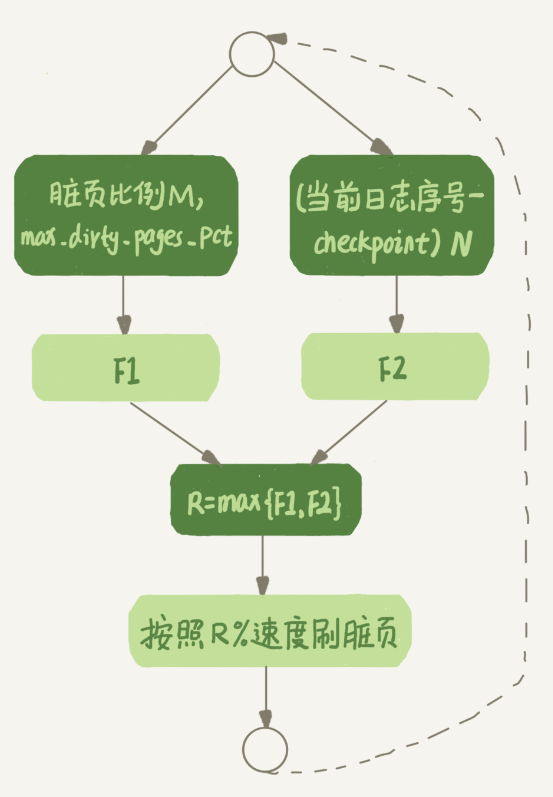 脏页比例M,
max_dirty_pages_pct
(当前日志序号-
checkpoint) N
F1
F2
R=max{F1,F2}
按照R%速度刷脏页